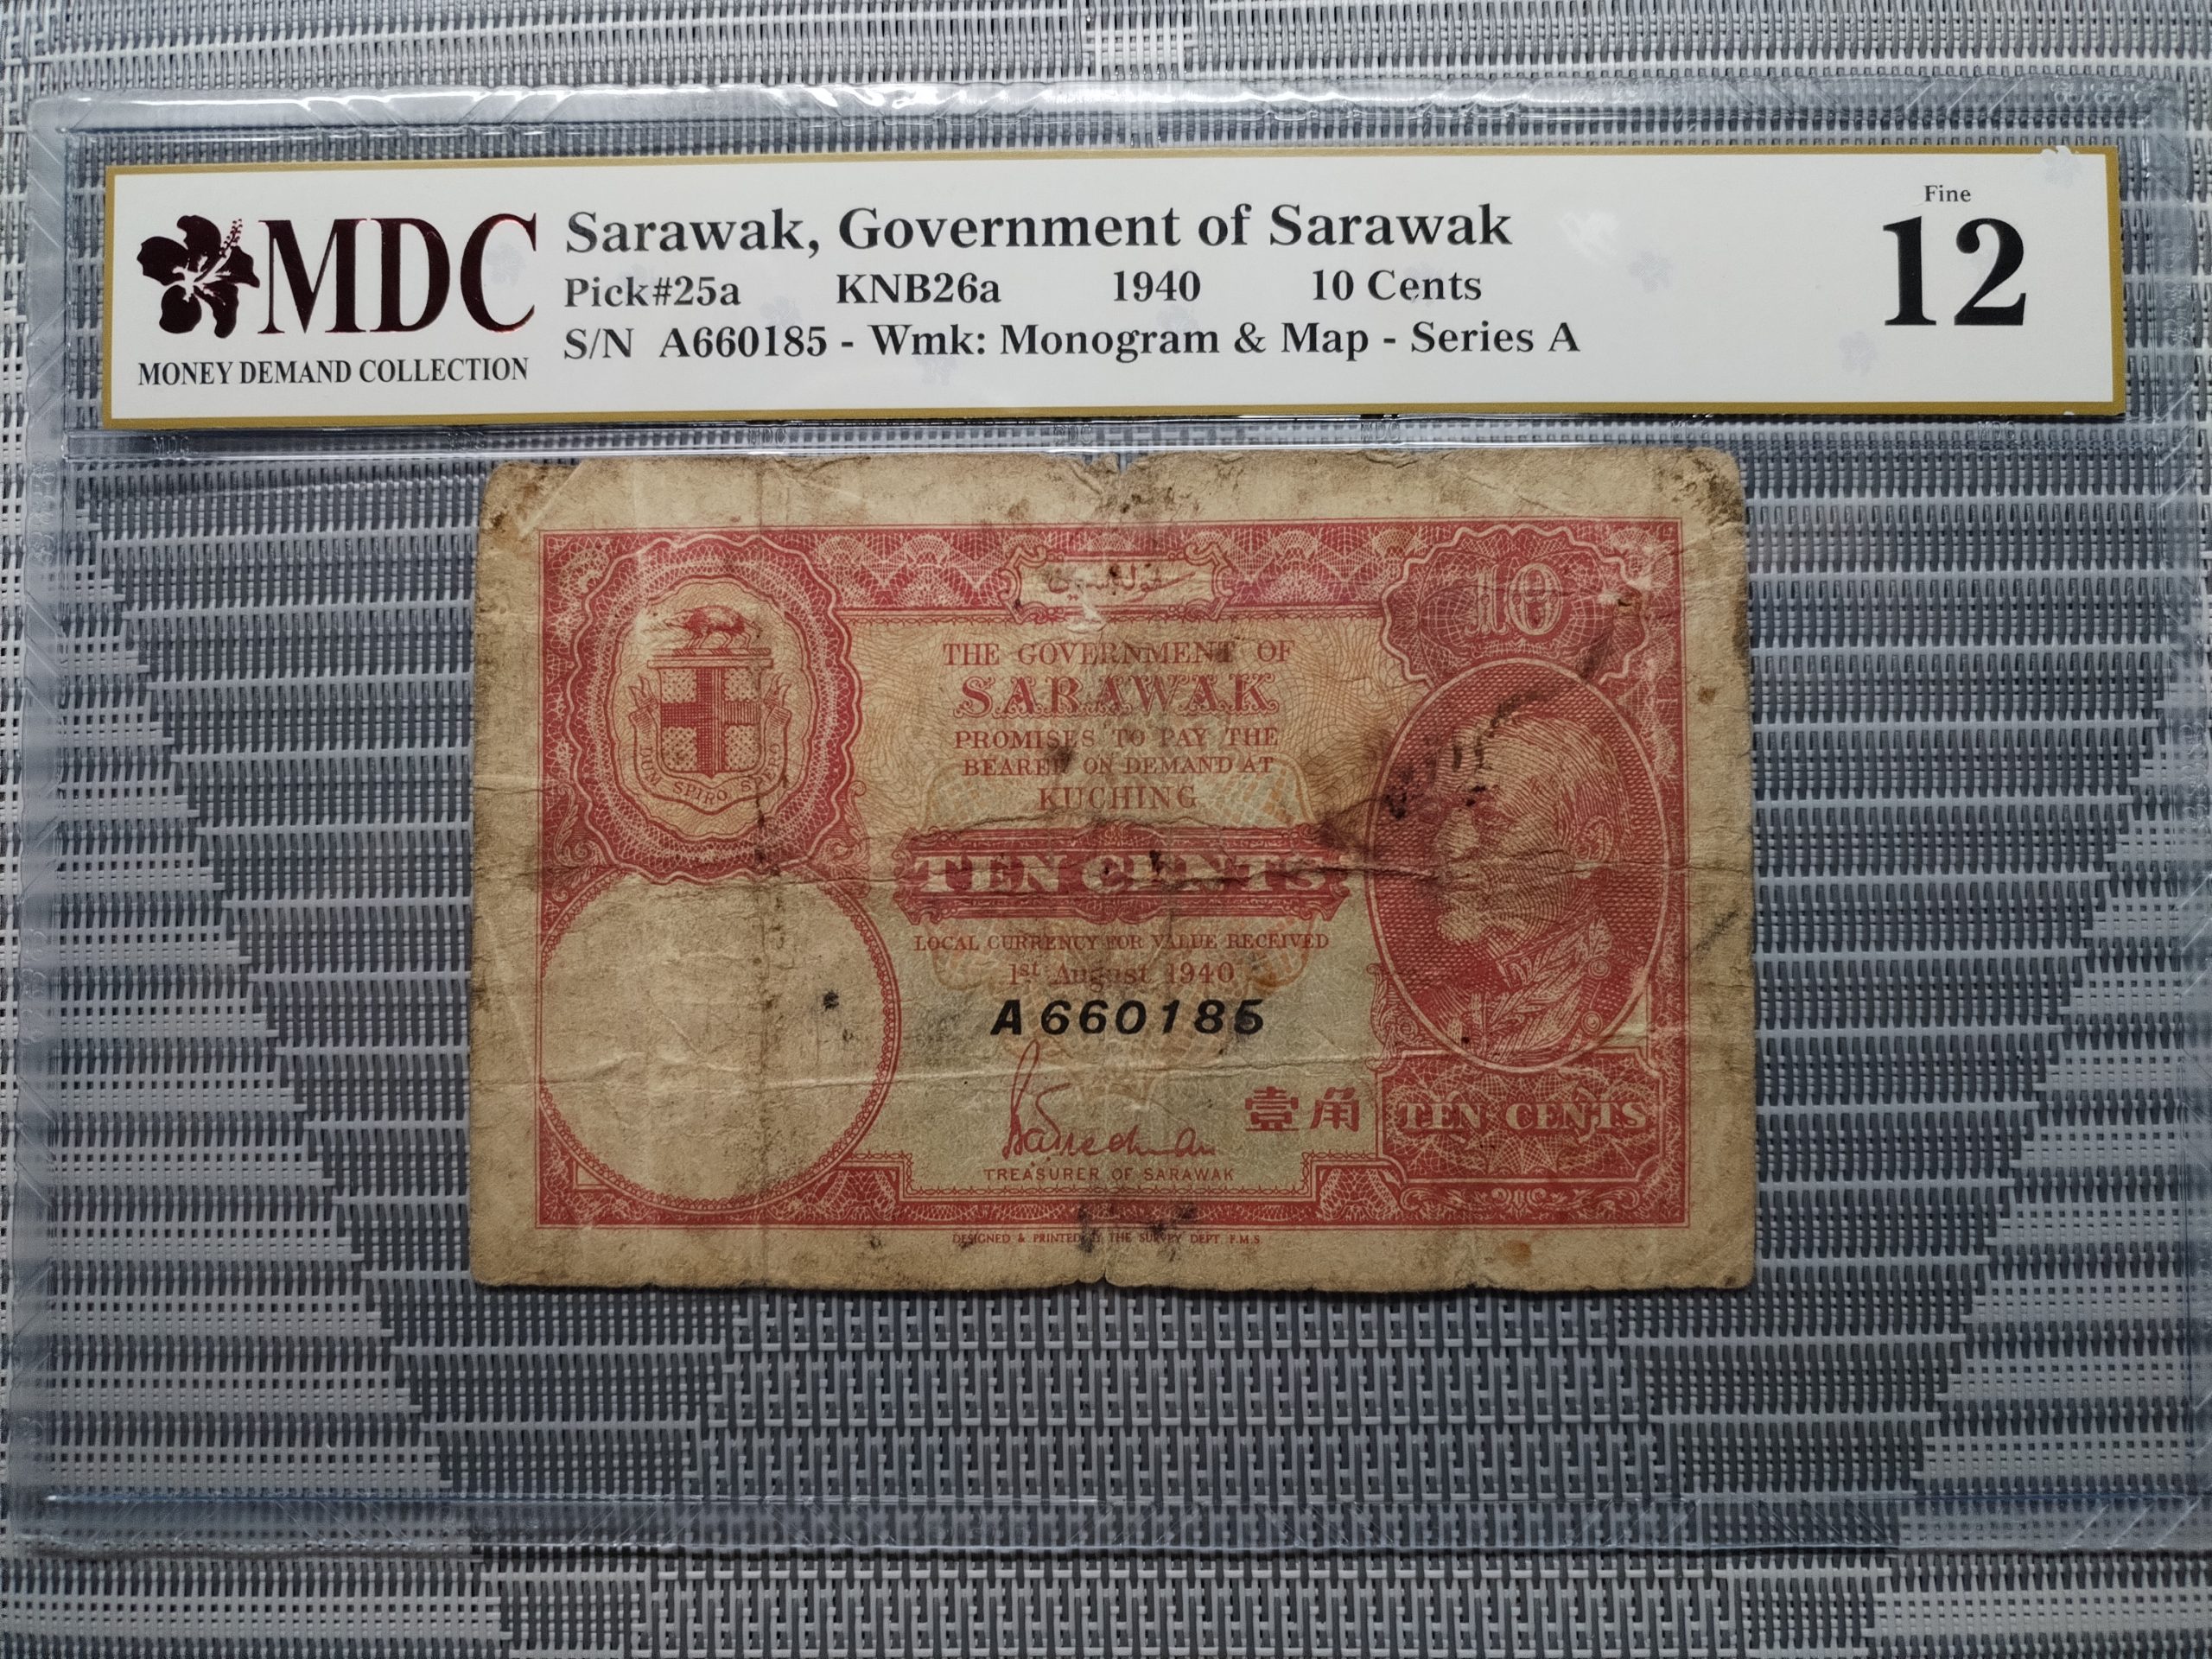 MDC
MONEY DEMAND COLLECTION
Sarawak, Government of Sarawak
Pick#25a KNB26a 1940 10 Cents
S/N A660185 - Wmk: Monogram & Map - Series A
Fine
12
10
THE GOVERNMENT OF
SARAWAK
PROMISES TO PAY THE
BEARER ON DEMAND AT
KUCHING
DUM SPIRO SPERO
TEN CENTS
LOCAL CURRENCY FOR VALUE RECEIVED
1st August 1940
A660185
壹角
TEN CENTS
TREASURER OF SARAWAK
DESIGNED & PRINTED BY THE SURVEY DEPT. F.M.S.